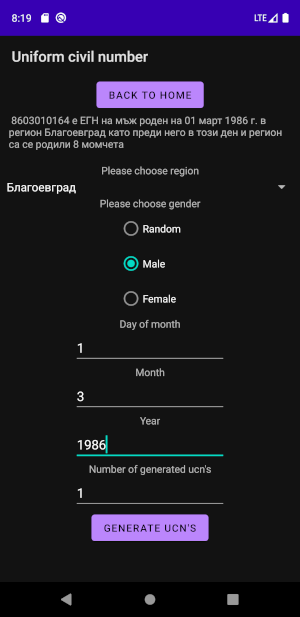 8:19
LTE
Uniform civil number
BACK TO HOME
8603010164 е ЕГН на мъж роден на 01 март 1986 г. в
регион Благоевград като преди него в този ден и регион
са се родили 8 момчета
Please choose region
Благоевград
Please choose gender
Random
Male
Female
Day of month
1
Month
3
Year
1986
Number of generated ucn's
1
GENERATE UCN'S